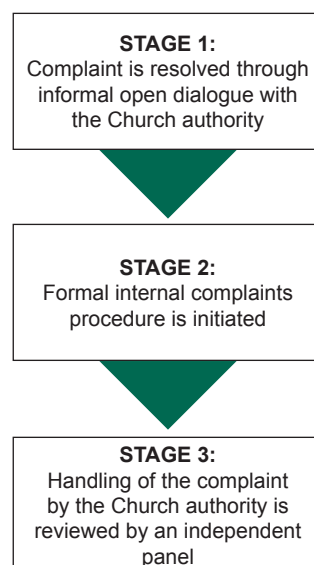 STAGE 1:
Complaint is resolved through
informal open dialogue with
the Church authority
STAGE 2:
Formal internal complaints
procedure is initiated
STAGE 3:
Handling of the complaint
by the Church authority is
reviewed by an independent
panel